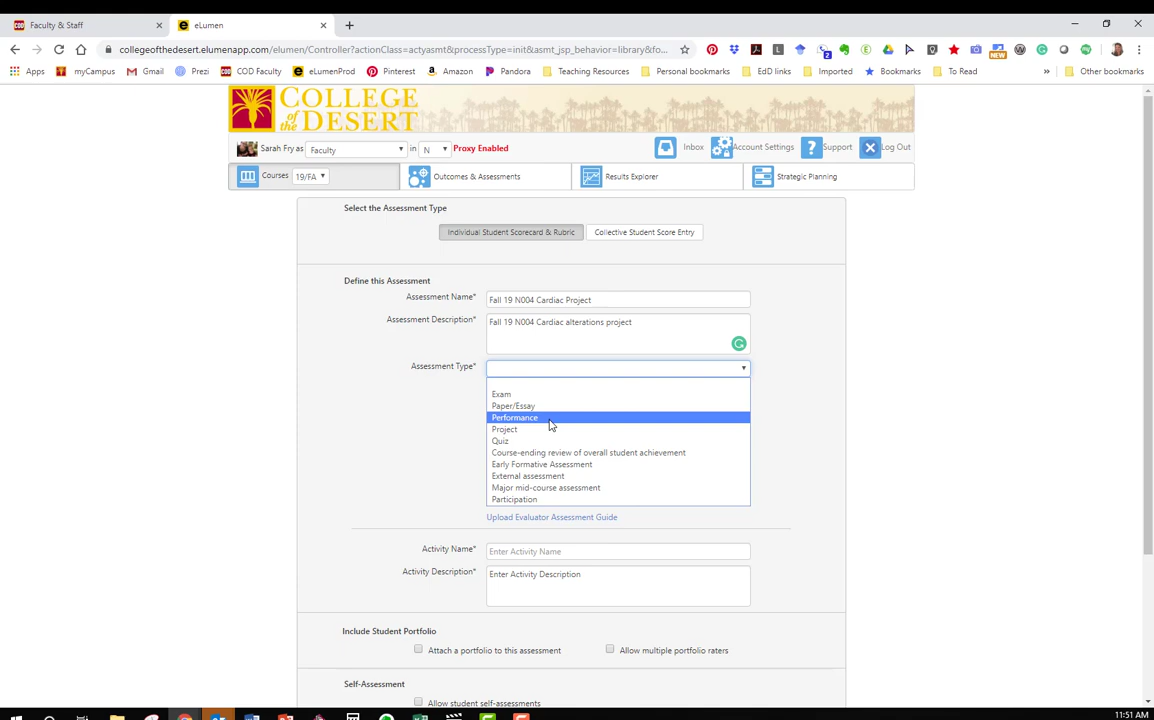 COD Faculty & Staff
eLumen
collegeofthedesert.elumenapp.com/elumen/Controller?actionClass=actyasmt&processType=init&asmt_jsp_behavior=library&fo...
Apps
myCampus
Gmail
Prezi
COD Faculty
eLumenProd
Pinterest
Amazon
Pandora
Teaching Resources
Personal bookmarks
EdD links
Imported
Bookmarks
To Read
Other bookmarks
NEW
COLLEGE
of the DESERT
Sarah Fry as Faculty in N Proxy Enabled
Inbox
Account Settings
Support
Log Out
Courses 19/FA
Outcomes & Assessments
Results Explorer
Strategic Planning
Select the Assessment Type
Individual Student Scorecard & Rubric
Collective Student Score Entry
Define this Assessment
Assessment Name* Fall 19 N004 Cardiac Project
Assessment Description* Fall 19 N004 Cardiac alterations project
Assessment Type*
Exam
Paper/Essay
Performance
Project
Quiz
Course-ending review of overall student achievement
Early Formative Assessment
External assessment
Major mid-course assessment
Participation
Upload Evaluator Assessment Guide
Activity Name* Enter Activity Name
Activity Description* Enter Activity Description
Include Student Portfolio
Attach a portfolio to this assessment
Allow multiple portfolio raters
Self-Assessment
Allow student self-assessments
11:51 AM